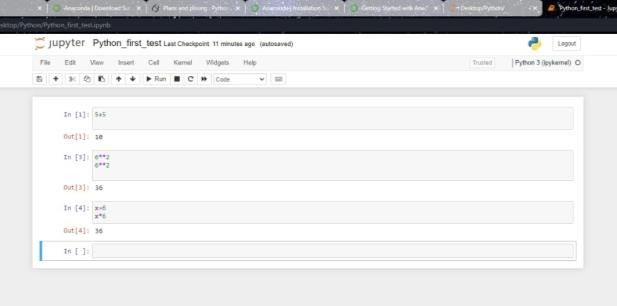 Anaconda | Download Su
Plans and pricing : Pytho
Anaconda | Installation S
Getting Started with Ana
Desktop/Python/
Python_first_test - Jup
esktop/Python/Python_first_test.ipynb
jupyter Python_first_test Last Checkpoint: 11 minutes ago (autosaved)
Logout
File Edit View Insert Cell Kernel Widgets Help
Trusted Python 3 (ipykernel)
Run Code
In [1]: 5+5
Out[1]: 10
In [3]: 6**2
6**2
Out[3]: 36
In [4]: x=6
x*6
Out[4]: 36
In [ ]: